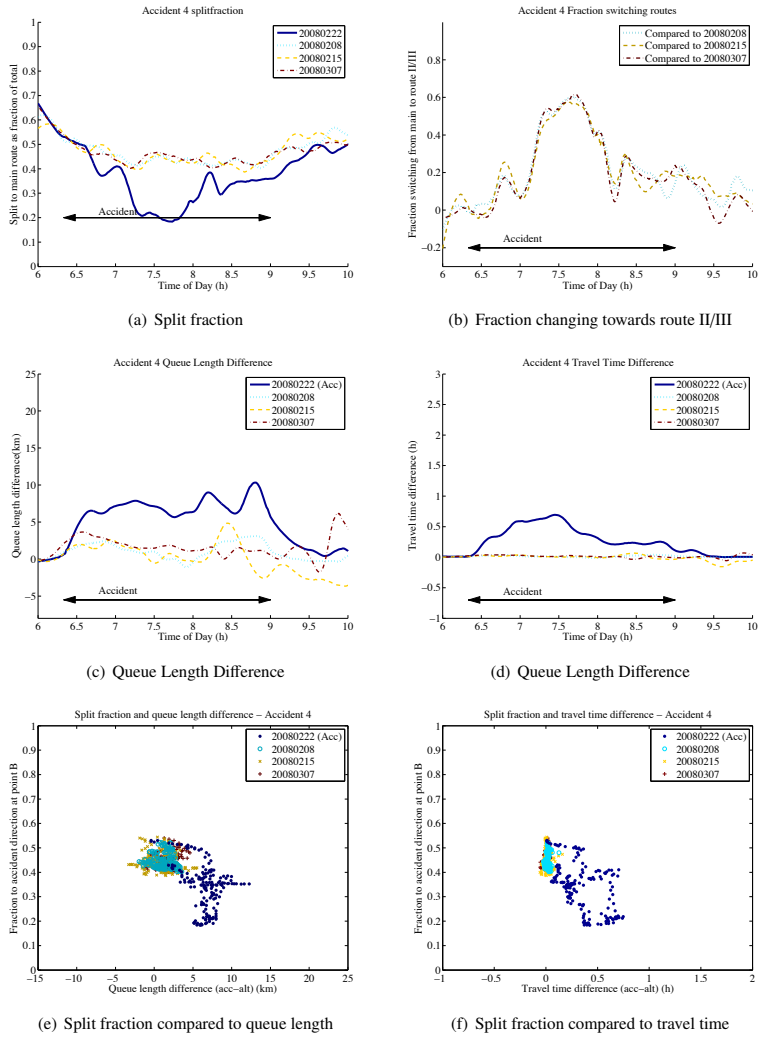 Accident 4 splitfraction
Split to main route as fraction of total
1
0.9
0.8
0.7
0.6
0.5
0.4
0.3
0.2
0.1
0
20080222
20080208
20080215
20080307
Accident
6 6.5 7 7.5 8 8.5 9 9.5 10
Time of Day (h)
(a) Split fraction
Accident 4 Fraction switching routes
Fraction switching from main to route II/III
0.8
0.6
0.4
0.2
0
−0.2
Compared to 20080208
Compared to 20080215
Compared to 20080307
Accident
6 6.5 7 7.5 8 8.5 9 9.5 10
Time of Day (h)
(b) Fraction changing towards route II/III
Accident 4 Queue Length Difference
Queue length difference(km)
25
20
15
10
5
0
−5
20080222 (Acc)
20080208
20080215
20080307
Accident
6 6.5 7 7.5 8 8.5 9 9.5 10
Time of Day (h)
(c) Queue Length Difference
Accident 4 Travel Time Difference
Travel time difference (h)
3
2.5
2
1.5
1
0.5
0
−0.5
−1
20080222 (Acc)
20080208
20080215
20080307
Accident
6 6.5 7 7.5 8 8.5 9 9.5 10
Time of Day (h)
(d) Queue Length Difference
Split fraction and queue length difference − Accident 4
Fraction to accident direction at point B
1
0.9
0.8
0.7
0.6
0.5
0.4
0.3
0.2
0.1
0
20080222 (Acc)
20080208
20080215
20080307
−15 −10 −5 0 5 10 15 20 25
Queue length difference (acc−alt) (km)
(e) Split fraction compared to queue length
Split fraction and travel time difference − Accident 4
Fraction to accident direction at point B
1
0.9
0.8
0.7
0.6
0.5
0.4
0.3
0.2
0.1
0
20080222 (Acc)
20080208
20080215
20080307
−1 −0.5 0 0.5 1 1.5 2
Travel time difference (acc−alt) (h)
(f) Split fraction compared to travel time